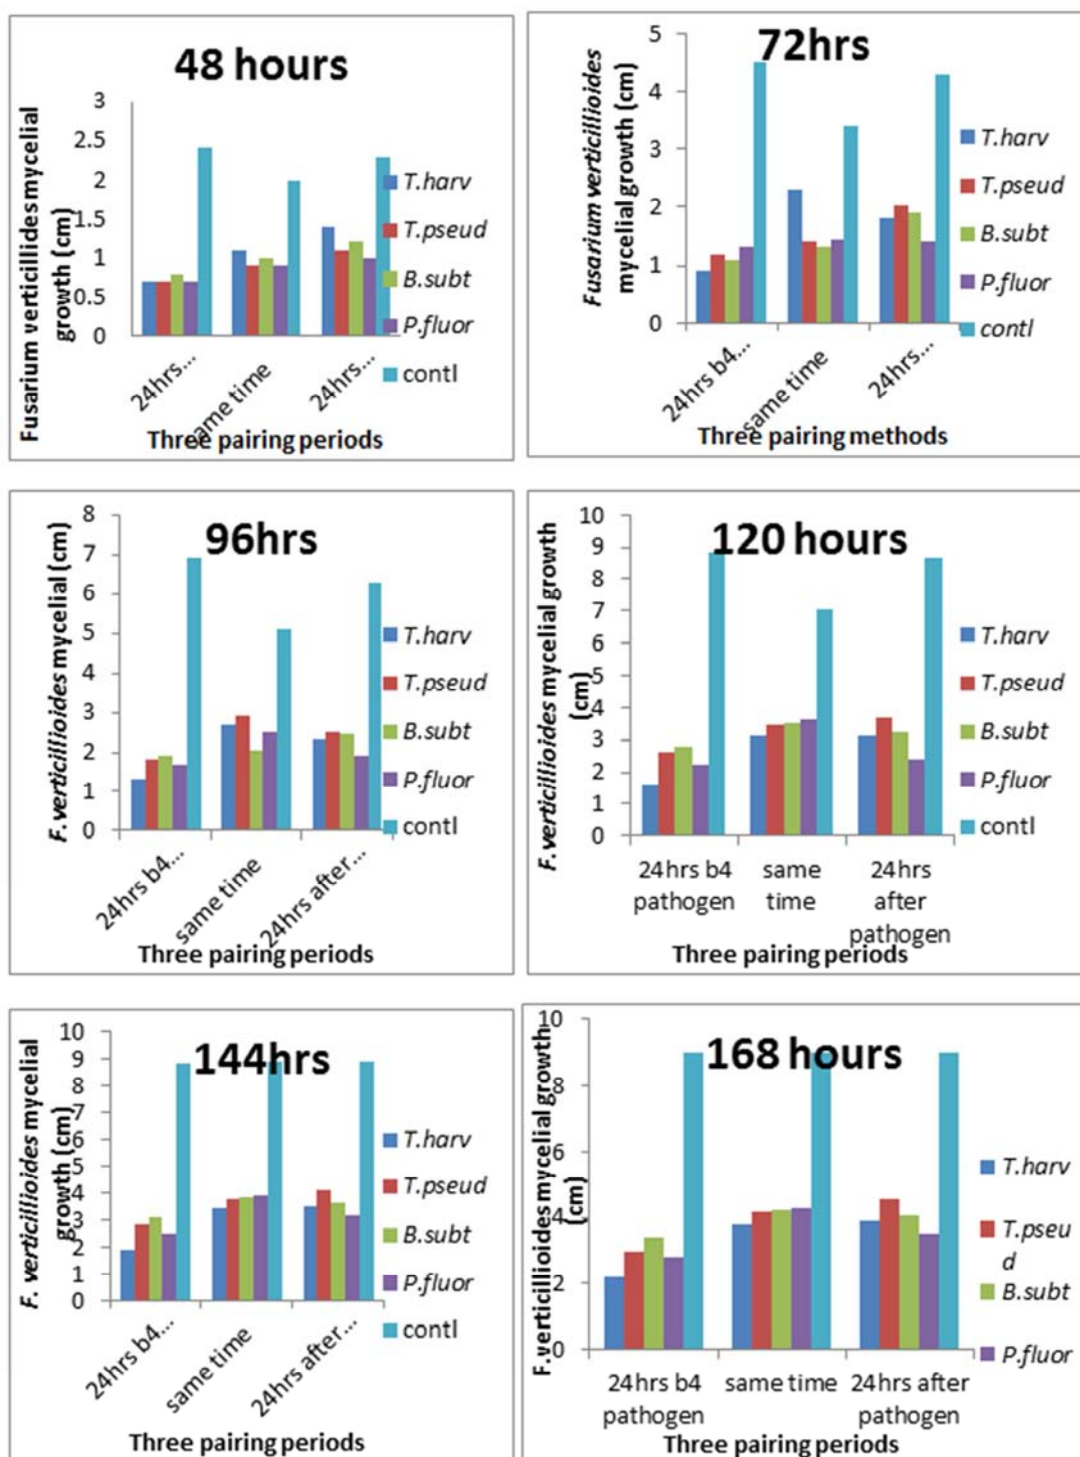 48 hours
Fusarium verticillidesmycelial
growth (cm)
3
2.5
2
1.5
1
0.5
0
24hrs...
same time
24hrs...
Three pairing periods
T.harv
T.pseud
B.subt
P.fluor
contl
72hrs
Fusarium verticillioides
mycelial growth (cm)
5
4
3
2
1
0
24hrs b4...
same time
24hrs...
Three pairing methods
T.harv
T.pseud
B.subt
P.fluor
contl
96hrs
F.verticillioides mycelial (cm)
8
7
6
5
4
3
2
1
0
24hrs b4...
same time
24hrs after...
Three pairing periods
T.harv
T.pseud
B.subt
P.fluor
contl
120 hours
F.verticillioides mycelial growth
(cm)
10
9
8
7
6
5
4
3
2
1
0
24hrs b4
pathogen
same
time
24hrs
after
pathogen
Three pairing periods
T.harv
T.pseud
B.subt
P.fluor
contl
144hrs
F. verticillioides mycelial
growth (cm)
10
9
8
7
6
5
4
3
2
1
0
24hrs b4...
same time
24hrs after...
Three pairing periods
T.harv
T.pseud
B.subt
P.fluor
contl
168 hours
F.verticillioides mycelial growth
(cm)
10
8
6
4
2
0
24hrs b4
pathogen
same time
24hrs after
pathogen
Three pairing periods
T.harv
T.pseu
d
B.subt
P.fluor